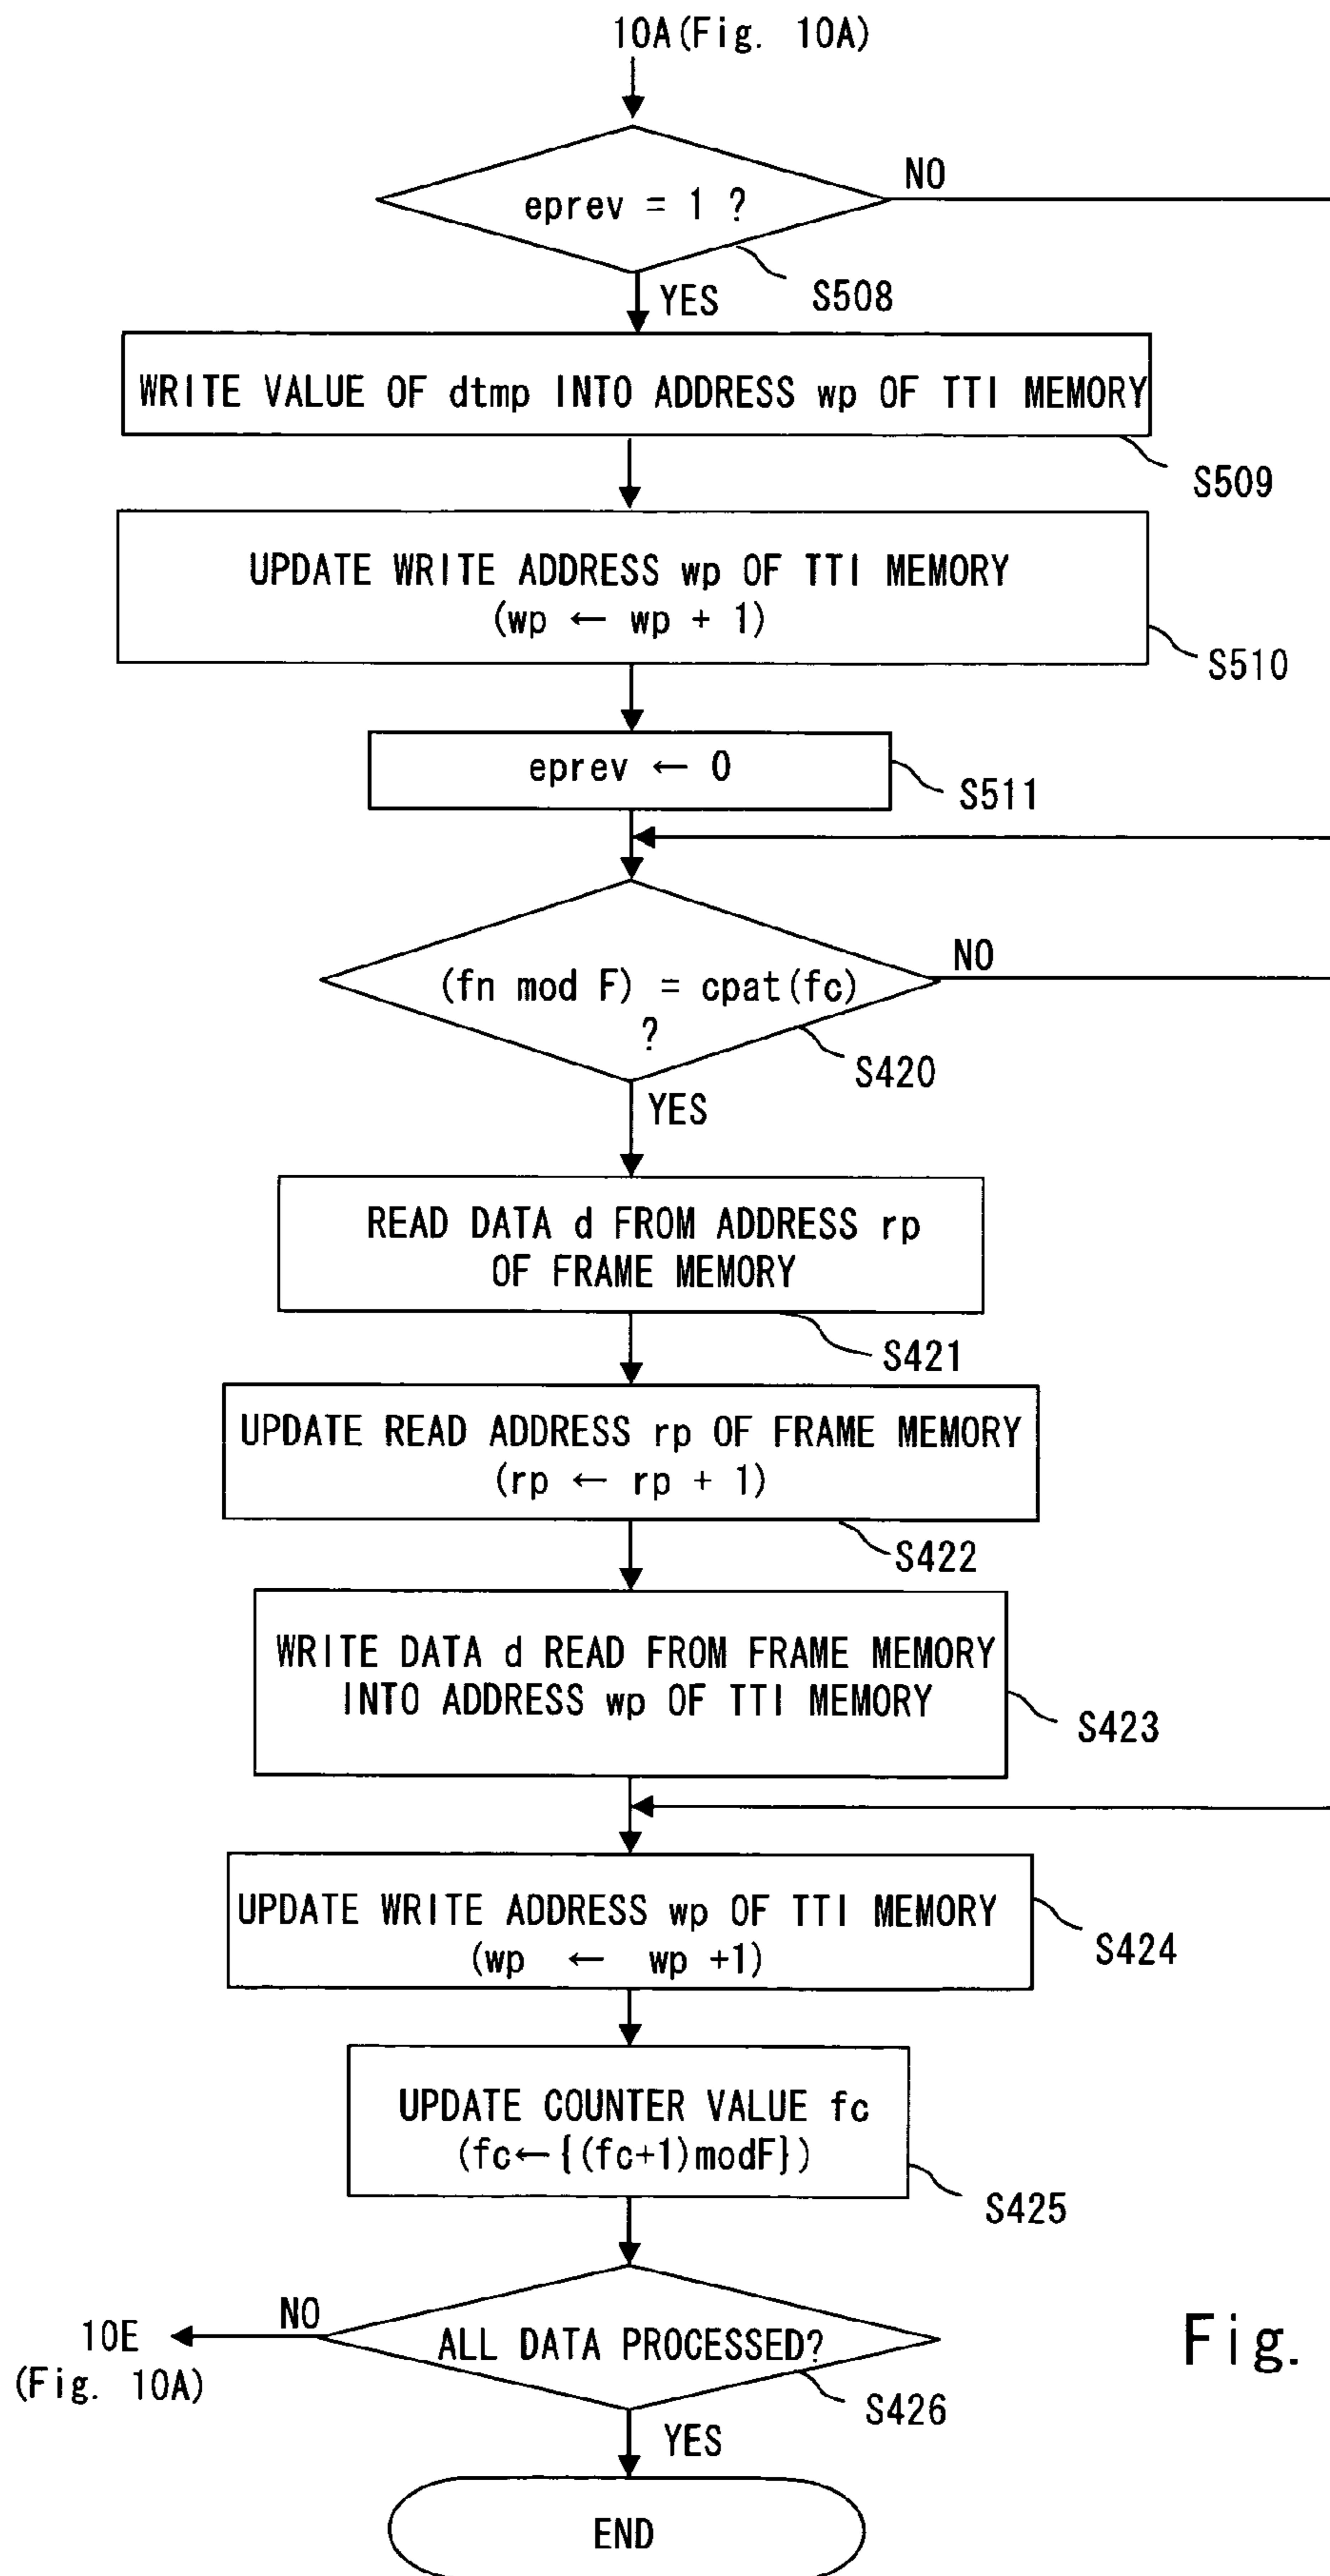 10A(Fig. 10A)
eprev = 1 ?
NO
S508
YES
WRITE VALUE OF dtmp INTO ADDRESS wp OF TTI MEMORY
S509
UPDATE WRITE ADDRESS wp OF TTI MEMORY
(wp ← wp + 1)
S510
eprev ← 0
S511
(fn mod F) = cpat(fc)
?
NO
S420
YES
READ DATA d FROM ADDRESS rp
OF FRAME MEMORY
S421
UPDATE READ ADDRESS rp OF FRAME MEMORY
(rp ← rp + 1)
S422
WRITE DATA d READ FROM FRAME MEMORY
INTO ADDRESS wp OF TTI MEMORY
S423
UPDATE WRITE ADDRESS wp OF TTI MEMORY
(wp ← wp +1)
S424
UPDATE COUNTER VALUE fc
(fc←{(fc+1)modF})
S425
NO
10E
(Fig. 10A)
ALL DATA PROCESSED?
S426
YES
END
Fig.